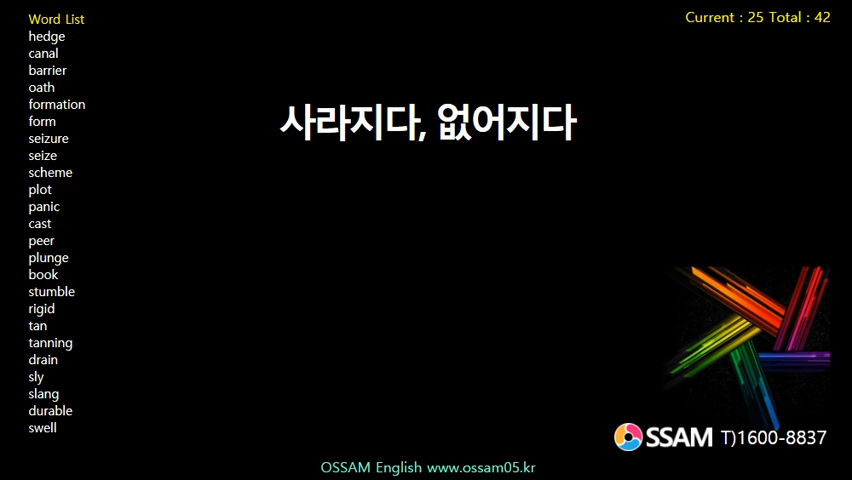 Word List
hedge
canal
barrier
oath
formation
form
seizure
seize
scheme
plot
panic
cast
peer
plunge
book
stumble
rigid
tan
tanning
drain
sly
slang
durable
swell
Current : 25 Total : 42
사라지다, 없어지다
SSAM T)1600-8837
OSSAM English www.ossam05.kr